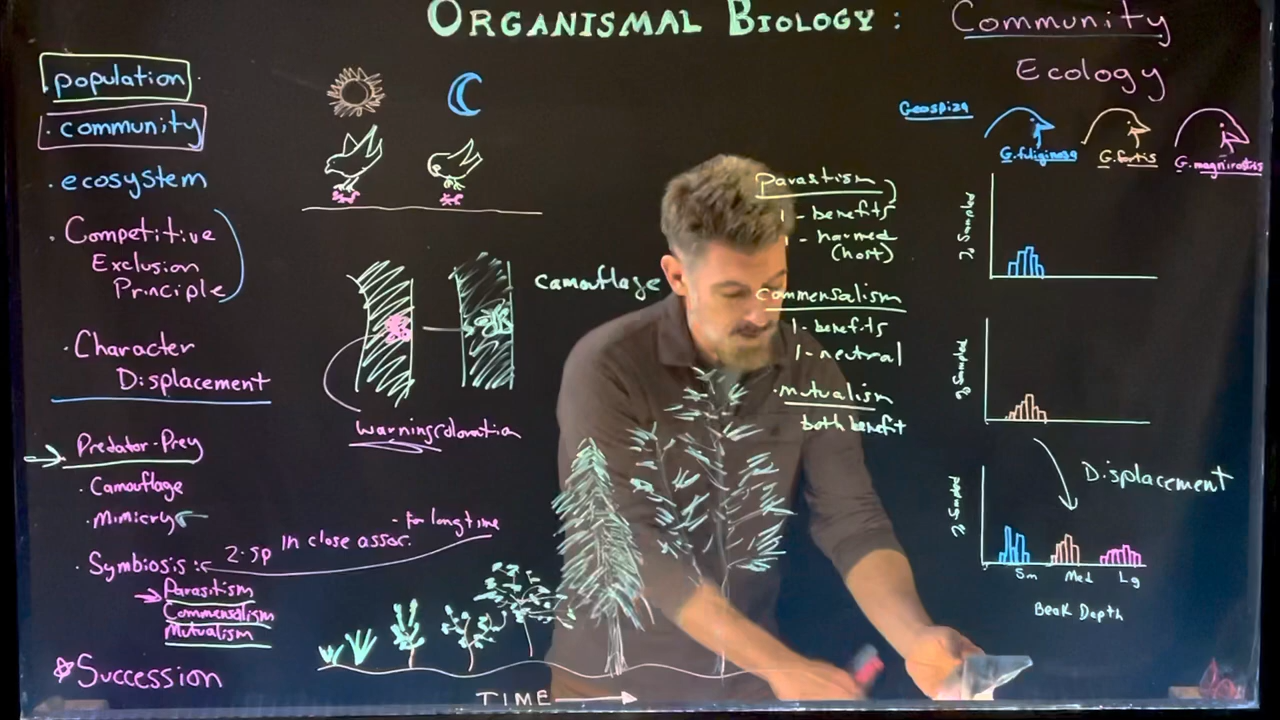 ORGANISMAL BIOLOGY: Community
Ecology
population
· community
· ecosystem
· Competitive
Exclusion
Principle
· Character
Displacement
Predator-Prey
· Camouflage
· Mimicry
· Symbiosis:
2·sp in close assoc.
- for long time
Parasitism
Commensalism
Mutualism
Succession
camouflage
warning coloration
TIME
parasitism
1 - benefits
1 - harmed
(host)
commensalism
1 - benefits
1 - neutral
· mutualism
both benefit
Geospiza
G. fuliginosa
G. fortis
G. magnirostris
% Sampled
% Sampled
Displacement
% Sampled
Sm Med Lg
Beak Depth